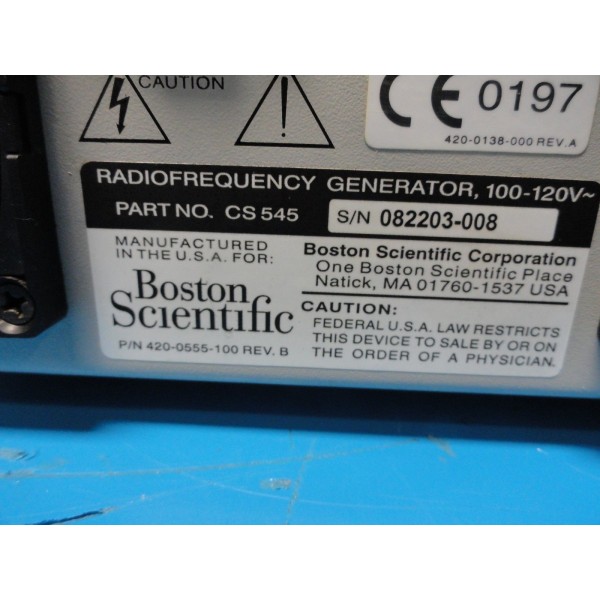 CAUTION
CE 0197
420-0138-000 REV.A
RADIOFREQUENCY GENERATOR, 100-120V~
PART NO. CS 545 S/N 082203-008
MANUFACTURED
IN THE U.S.A. FOR:
Boston
Scientific
P/N 420-0555-100 REV. B
Boston Scientific Corporation
One Boston Scientific Place
Natick, MA 01760-1537 USA
CAUTION:
FEDERAL U.S.A. LAW RESTRICTS
THIS DEVICE TO SALE BY OR ON
THE ORDER OF A PHYSICIAN.